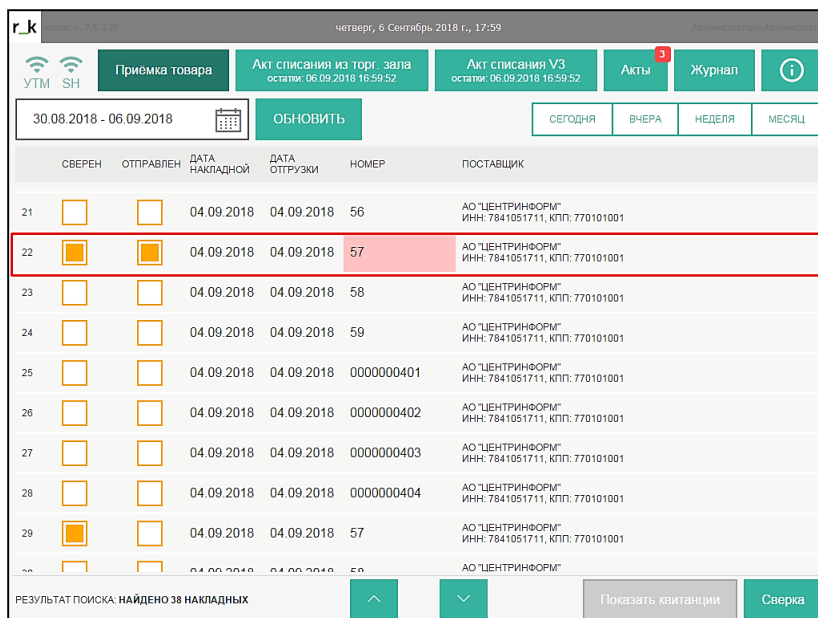 r_k
четверг, 6 Сентябрь 2018 г., 17:59
УТМ SH
Приёмка товара
Акт списания из торг. зала
остатки: 06.09.2018 16:59:52
Акт списания V3
остатки: 06.09.2018 16:59:52
Акты
3
Журнал
30.08.2018 - 06.09.2018
ОБНОВИТЬ
СЕГОДНЯ
ВЧЕРА
НЕДЕЛЯ
МЕСЯЦ
СВЕРЕН ОТПРАВЛЕН ДАТА НАКЛАДНОЙ ДАТА ОТГРУЗКИ НОМЕР ПОСТАВЩИК
21 04.09.2018 04.09.2018 56 АО "ЦЕНТРИНФОРМ"
ИНН: 7841051711, КПП: 770101001
22 04.09.2018 04.09.2018 57 АО "ЦЕНТРИНФОРМ"
ИНН: 7841051711, КПП: 770101001
23 04.09.2018 04.09.2018 58 АО "ЦЕНТРИНФОРМ"
ИНН: 7841051711, КПП: 770101001
24 04.09.2018 04.09.2018 59 АО "ЦЕНТРИНФОРМ"
ИНН: 7841051711, КПП: 770101001
25 04.09.2018 04.09.2018 0000000401 АО "ЦЕНТРИНФОРМ"
ИНН: 7841051711, КПП: 770101001
26 04.09.2018 04.09.2018 0000000402 АО "ЦЕНТРИНФОРМ"
ИНН: 7841051711, КПП: 770101001
27 04.09.2018 04.09.2018 0000000403 АО "ЦЕНТРИНФОРМ"
ИНН: 7841051711, КПП: 770101001
28 04.09.2018 04.09.2018 0000000404 АО "ЦЕНТРИНФОРМ"
ИНН: 7841051711, КПП: 770101001
29 04.09.2018 04.09.2018 57 АО "ЦЕНТРИНФОРМ"
ИНН: 7841051711, КПП: 770101001
АО "ЦЕНТРИНФОРМ"
РЕЗУЛЬТАТ ПОИСКА: НАЙДЕНО 38 НАКЛАДНЫХ
Показать квитанции
Сверка